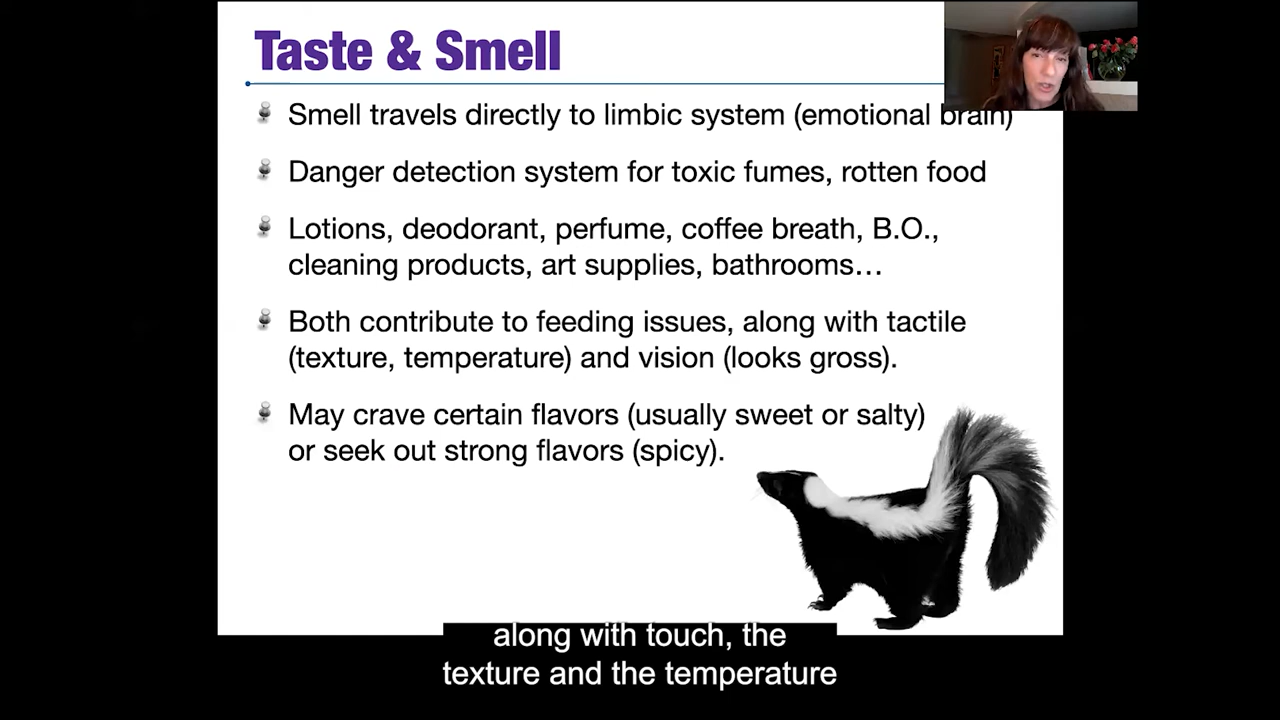 Taste & Smell
Smell travels directly to limbic system (emotional brain)
Danger detection system for toxic fumes, rotten food
Lotions, deodorant, perfume, coffee breath, B.O.,
cleaning products, art supplies, bathrooms…
Both contribute to feeding issues, along with tactile
(texture, temperature) and vision (looks gross).
May crave certain flavors (usually sweet or salty)
or seek out strong flavors (spicy).
along with touch, the
texture and the temperature